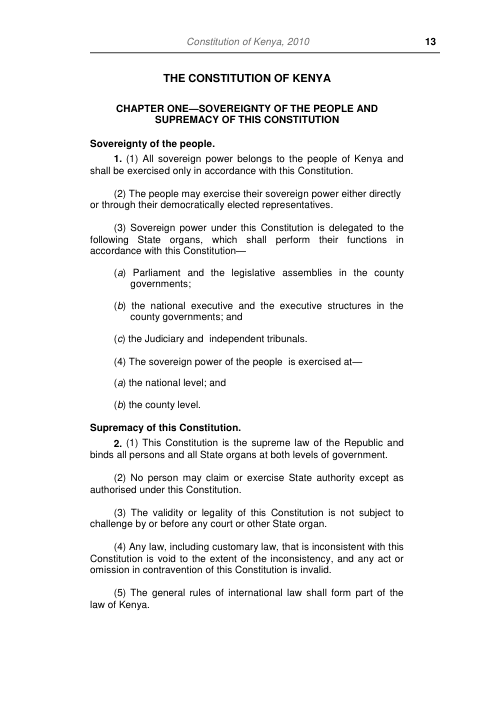 Constitution of Kenya, 2010 13
THE CONSTITUTION OF KENYA
CHAPTER ONE—SOVEREIGNTY OF THE PEOPLE AND
SUPREMACY OF THIS CONSTITUTION
Sovereignty of the people.
1. (1) All sovereign power belongs to the people of Kenya and
shall be exercised only in accordance with this Constitution.
(2) The people may exercise their sovereign power either directly
or through their democratically elected representatives.
(3) Sovereign power under this Constitution is delegated to the
following State organs, which shall perform their functions in
accordance with this Constitution—
(a) Parliament and the legislative assemblies in the county
governments;
(b) the national executive and the executive structures in the
county governments; and
(c) the Judiciary and independent tribunals.
(4) The sovereign power of the people is exercised at—
(a) the national level; and
(b) the county level.
Supremacy of this Constitution.
2. (1) This Constitution is the supreme law of the Republic and
binds all persons and all State organs at both levels of government.
(2) No person may claim or exercise State authority except as
authorised under this Constitution.
(3) The validity or legality of this Constitution is not subject to
challenge by or before any court or other State organ.
(4) Any law, including customary law, that is inconsistent with this
Constitution is void to the extent of the inconsistency, and any act or
omission in contravention of this Constitution is invalid.
(5) The general rules of international law shall form part of the
law of Kenya.